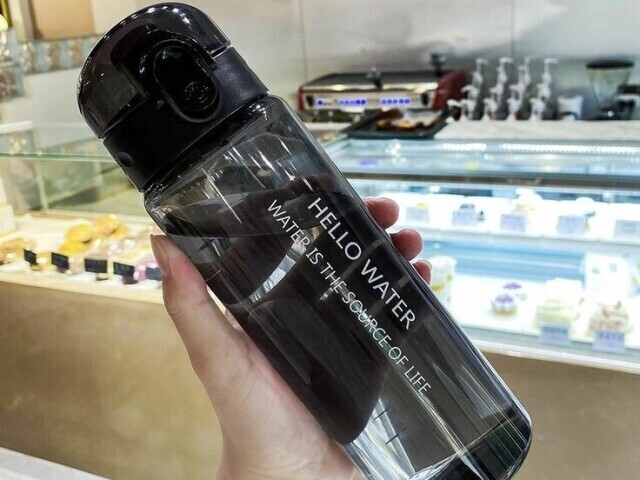 HELLO WATER
WATER IS THE SOURCE OF LIFE